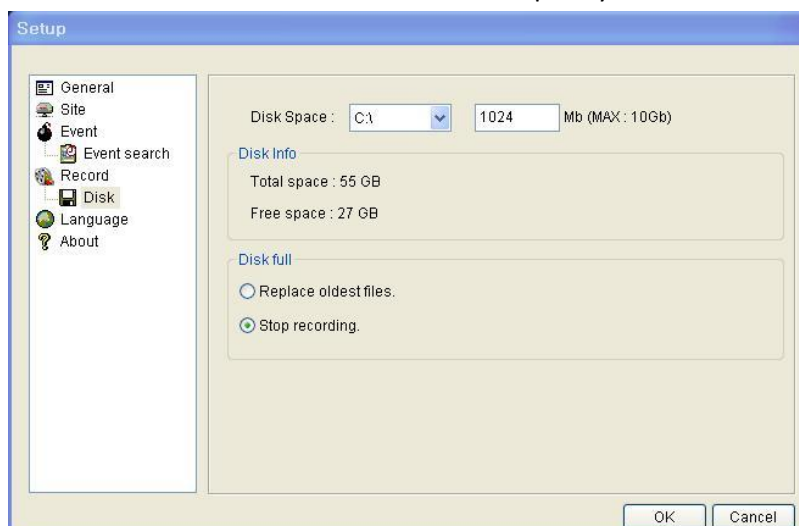 Setup
General
Site
Event
Event search
Record
Disk
Language
About
Disk Space : C:\ 1024 Mb (MAX : 10Gb)
Disk Info
Total space : 55 GB
Free space : 27 GB
Disk full
Replace oldest files.
Stop recording.
OK Cancel